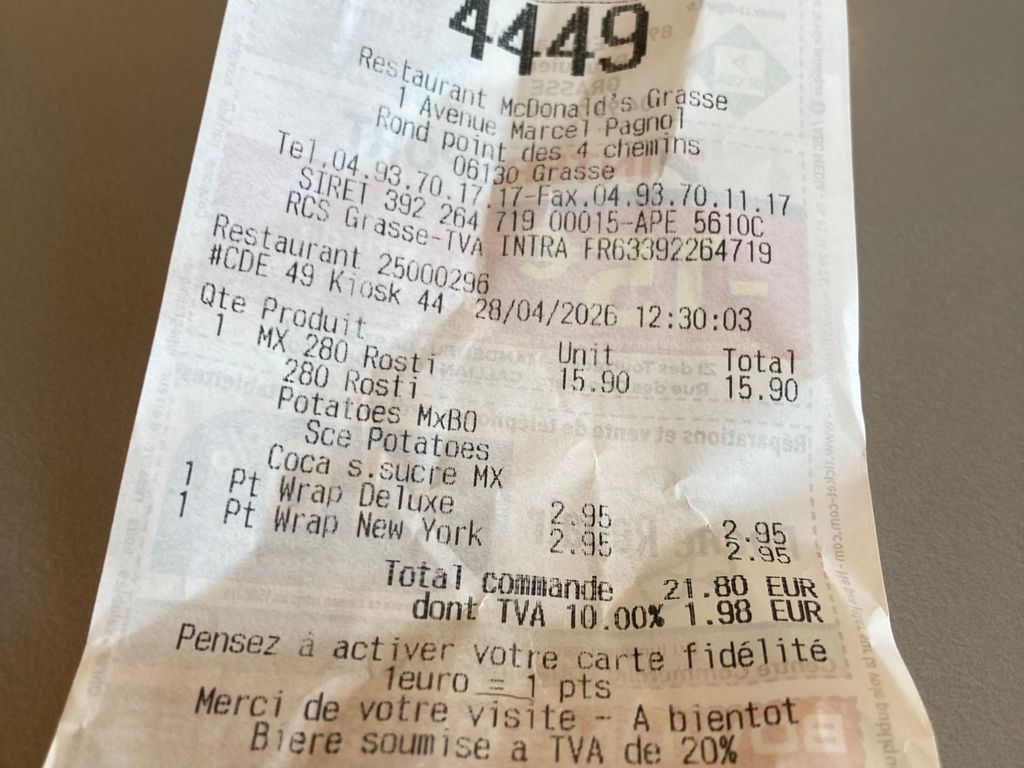 4449
Restaurant McDonald's Grasse
1 Avenue Marcel Pagnol
Rond point des 4 chemins
06130 Grasse
Tel.04.93.70.17.17-Fax.04.93.70.11.17
SIRET 392 264 719 00015-APE 5610C
RCS Grasse-TVA INTRA FR63392264719
Restaurant 25000296
#CDE 49 Kiosk 44 28/04/2026 12:30:03
Qte Produit Unit Total
1 MX 280 Rosti 15.90 15.90
280 Rosti
Potatoes MxBO
Sce Potatoes
Coca s.sucre MX
1 Pt Wrap Deluxe 2.95 2.95
1 Pt Wrap New York 2.95 2.95
Total commande 21.80 EUR
dont TVA 10.00% 1.98 EUR
Pensez à activer votre carte fidélité
1euro = 1 pts
Merci de votre visite - A bientot
Biere soumise a TVA de 20%